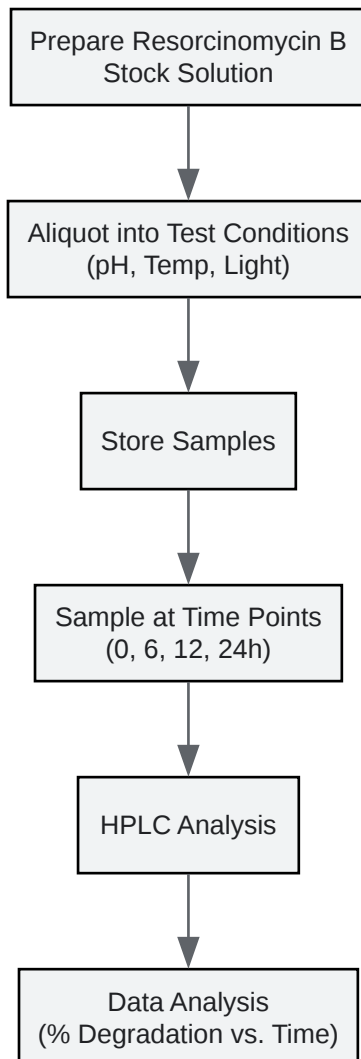 Prepare Resorcinomycin B
Stock Solution
Aliquot into Test Conditions
(pH, Temp, Light)
Store Samples
Sample at Time Points
(0, 6, 12, 24h)
HPLC Analysis
Data Analysis
(% Degradation vs. Time)